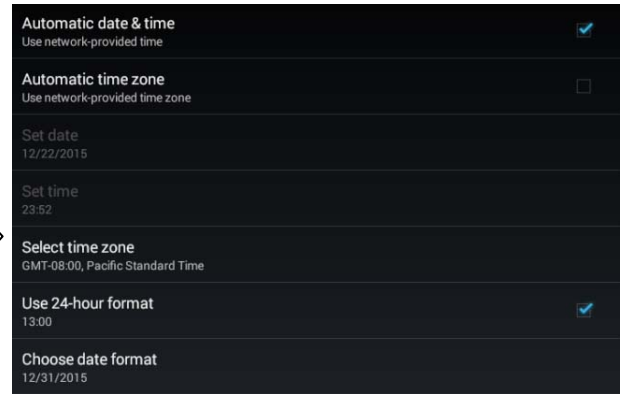 Automatic date & time
Use network-provided time
Automatic time zone
Use network-provided time zone
Set date
12/22/2015
Set time
23:52
Select time zone
GMT-08:00, Pacific Standard Time
Use 24-hour format
13:00
Choose date format
12/31/2015